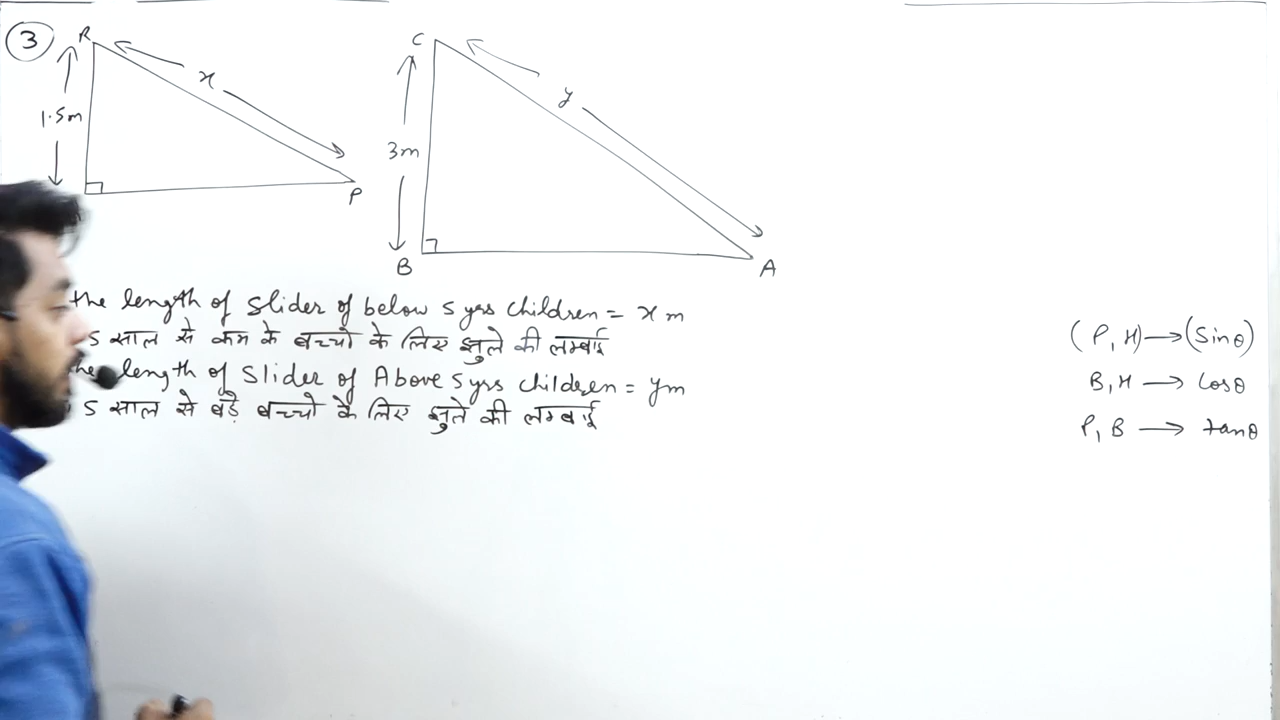 3
R
x
1.5m
P
C
y
3m
B
A
the length of slider of below 5 yrs children = x m
5 साल से कम के बच्चो के लिए झुले की लम्बाई
length of slider of Above 5 yrs children = y m
5 साल से बड़े बच्चो के लिए झुले की लम्बाई
(P, H) → (Sinθ)
B, H → cosθ
P, B → tanθ